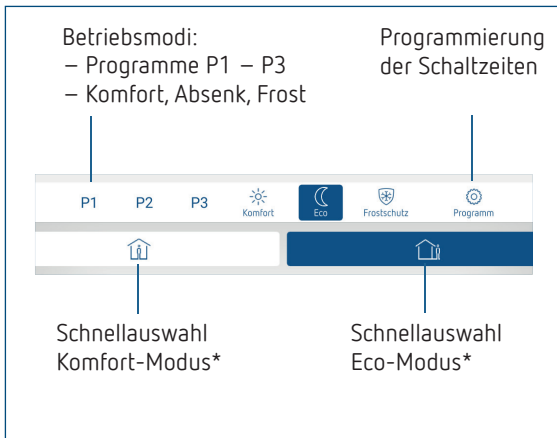 Betriebsmodi:
– Programme P1 – P3
– Komfort, Absenk, Frost
Programmierung
der Schaltzeiten
P1 P2 P3 Komfort Eco Frostschutz Programm
Schnellauswahl
Komfort-Modus*
Schnellauswahl
Eco-Modus*